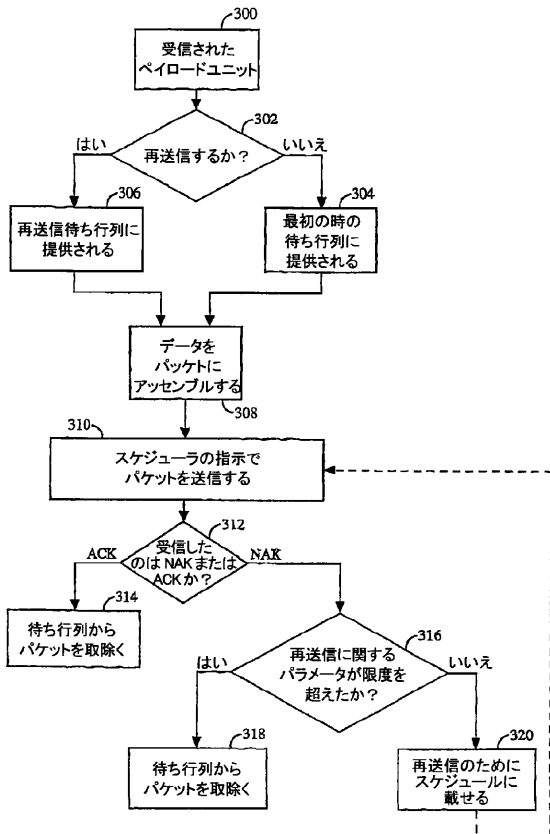 300
受信された
ペイロードユニット
302
はい
再送信するか？
いいえ
306
再送信待ち行列に
提供される
304
最初の時の
待ち行列に
提供される
データを
パッケトに
アッセンブルする
308
310
スケジューラの指示で
パケットを送信する
312
ACK
受信した
のは NAK または
ACKか？
NAK
314
待ち行列から
パケットを取除く
316
はい
再送信に関する
パラメータが限度を
超えたか？
いいえ
318
待ち行列から
パケットを取除く
320
再送信のために
スケジュールに
載せる